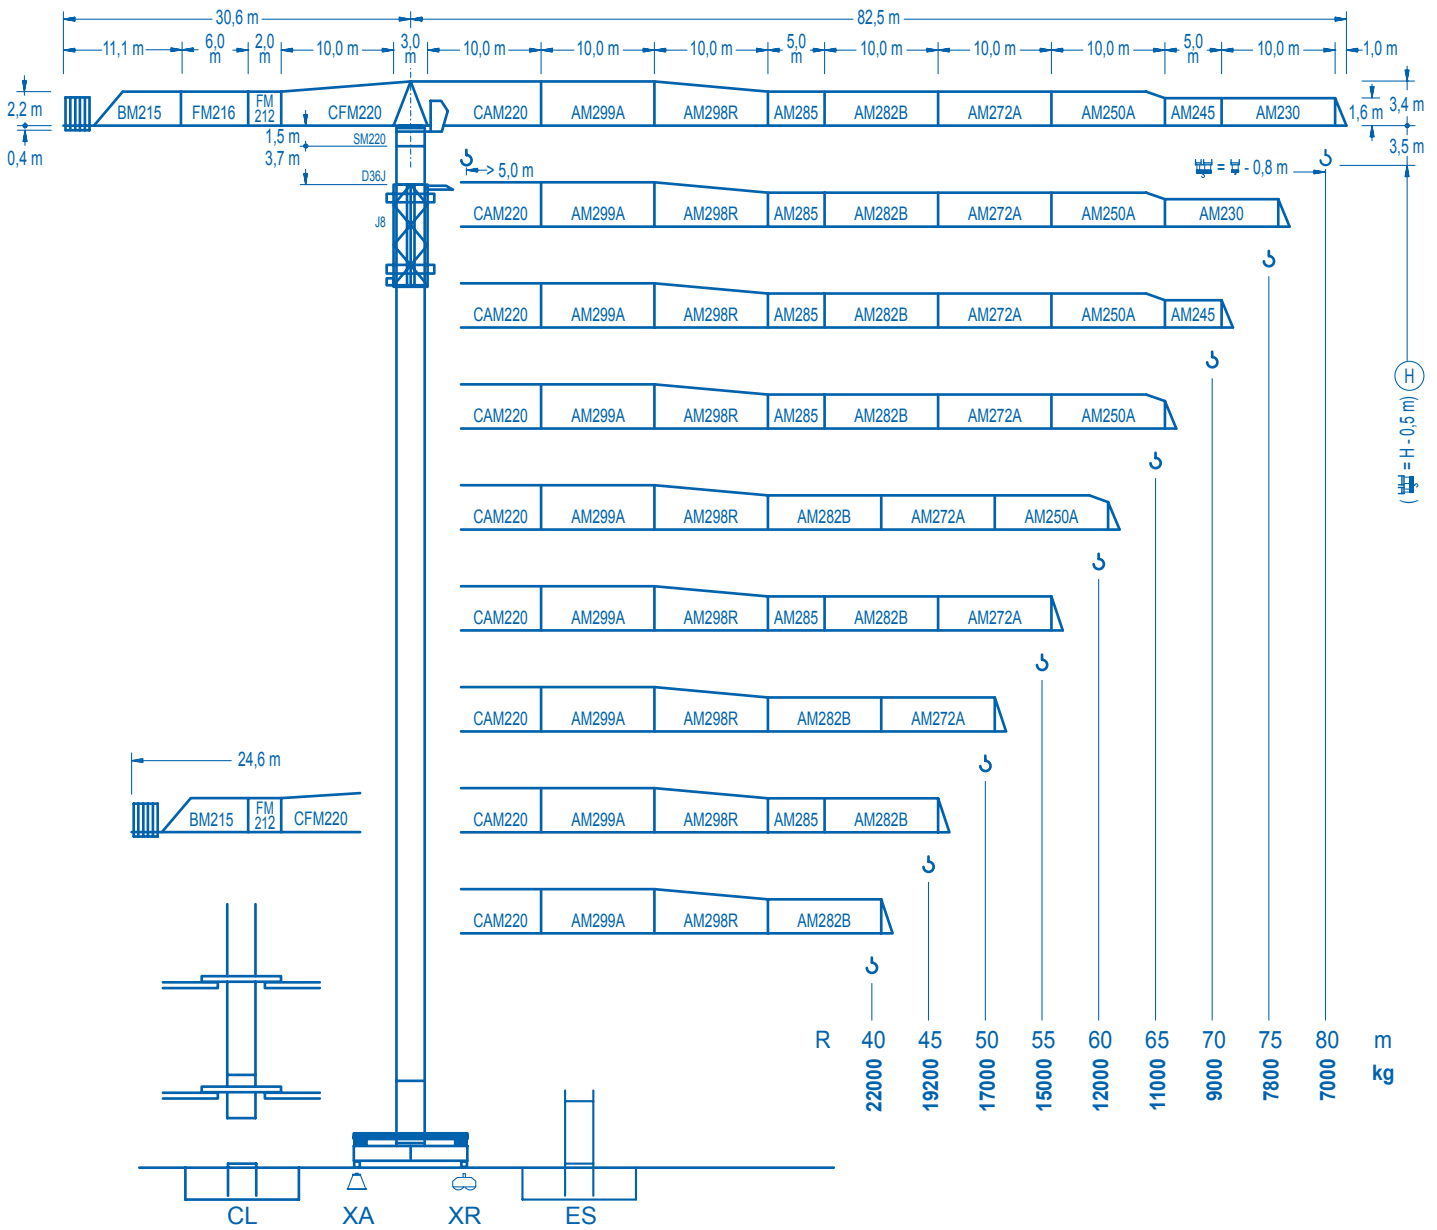 30,6 m 82,5 m
11,1 m 6,0 m 2,0 m 10,0 m 3,0 m 10,0 m 10,0 m 10,0 m 5,0 m 10,0 m 10,0 m 10,0 m 5,0 m 10,0 m 1,0 m
2,2 m BM215 FM216 FM 212 CFM220 CAM220 AM299A AM298R AM285 AM282B AM272A AM250A AM245 AM230 1,6 m 3,4 m
0,4 m 1,5 m SM220 3,5 m
3,7 m D36J > 5,0 m = - 0,8 m
J8 CAM220 AM299A AM298R AM285 AM282B AM272A AM250A AM230
CAM220 AM299A AM298R AM285 AM282B AM272A AM250A AM245
H
( = H - 0,5 m)
CAM220 AM299A AM298R AM285 AM282B AM272A AM250A
CAM220 AM299A AM298R AM282B AM272A AM250A
CAM220 AM299A AM298R AM285 AM282B AM272A
CAM220 AM299A AM298R AM282B AM272A
24,6 m
BM215 FM 212 CFM220 CAM220 AM299A AM298R AM285 AM282B
CAM220 AM299A AM298R AM282B
R 40 45 50 55 60 65 70 75 80 m
22000 19200 17000 15000 12000 11000 9000 7800 7000 kg
CL XA XR ES